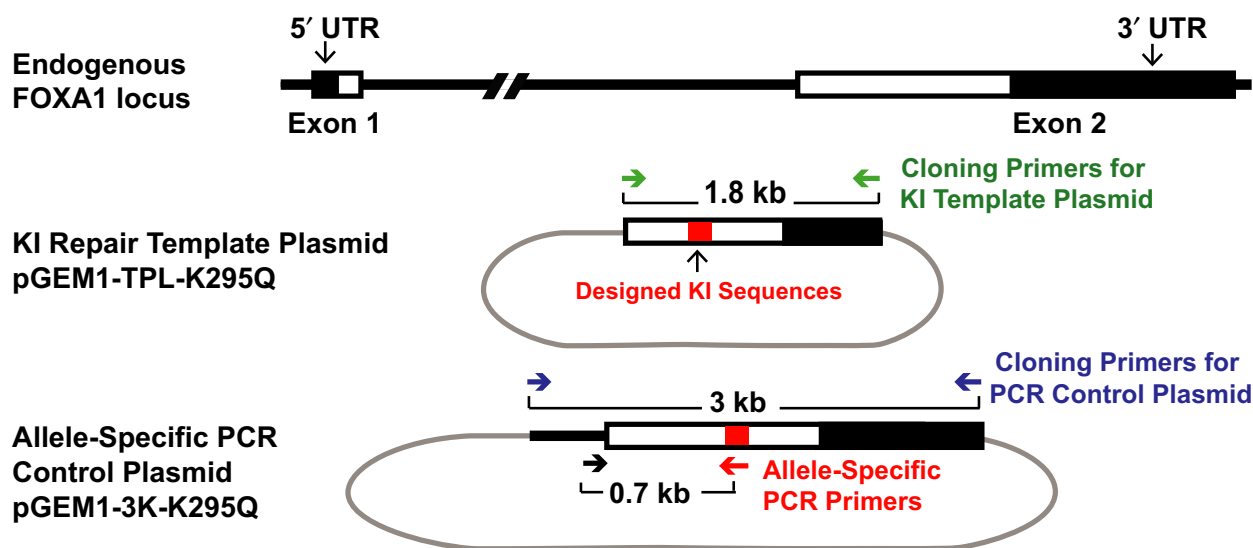 5′ UTR
3′ UTR
Endogenous
FOXA1 locus
Exon 1
Exon 2
Cloning Primers for
KI Template Plasmid
1.8 kb
KI Repair Template Plasmid
pGEM1-TPL-K295Q
Designed KI Sequences
Cloning Primers for
PCR Control Plasmid
3 kb
Allele-Specific PCR
Control Plasmid
pGEM1-3K-K295Q
0.7 kb
Allele-Specific
PCR Primers